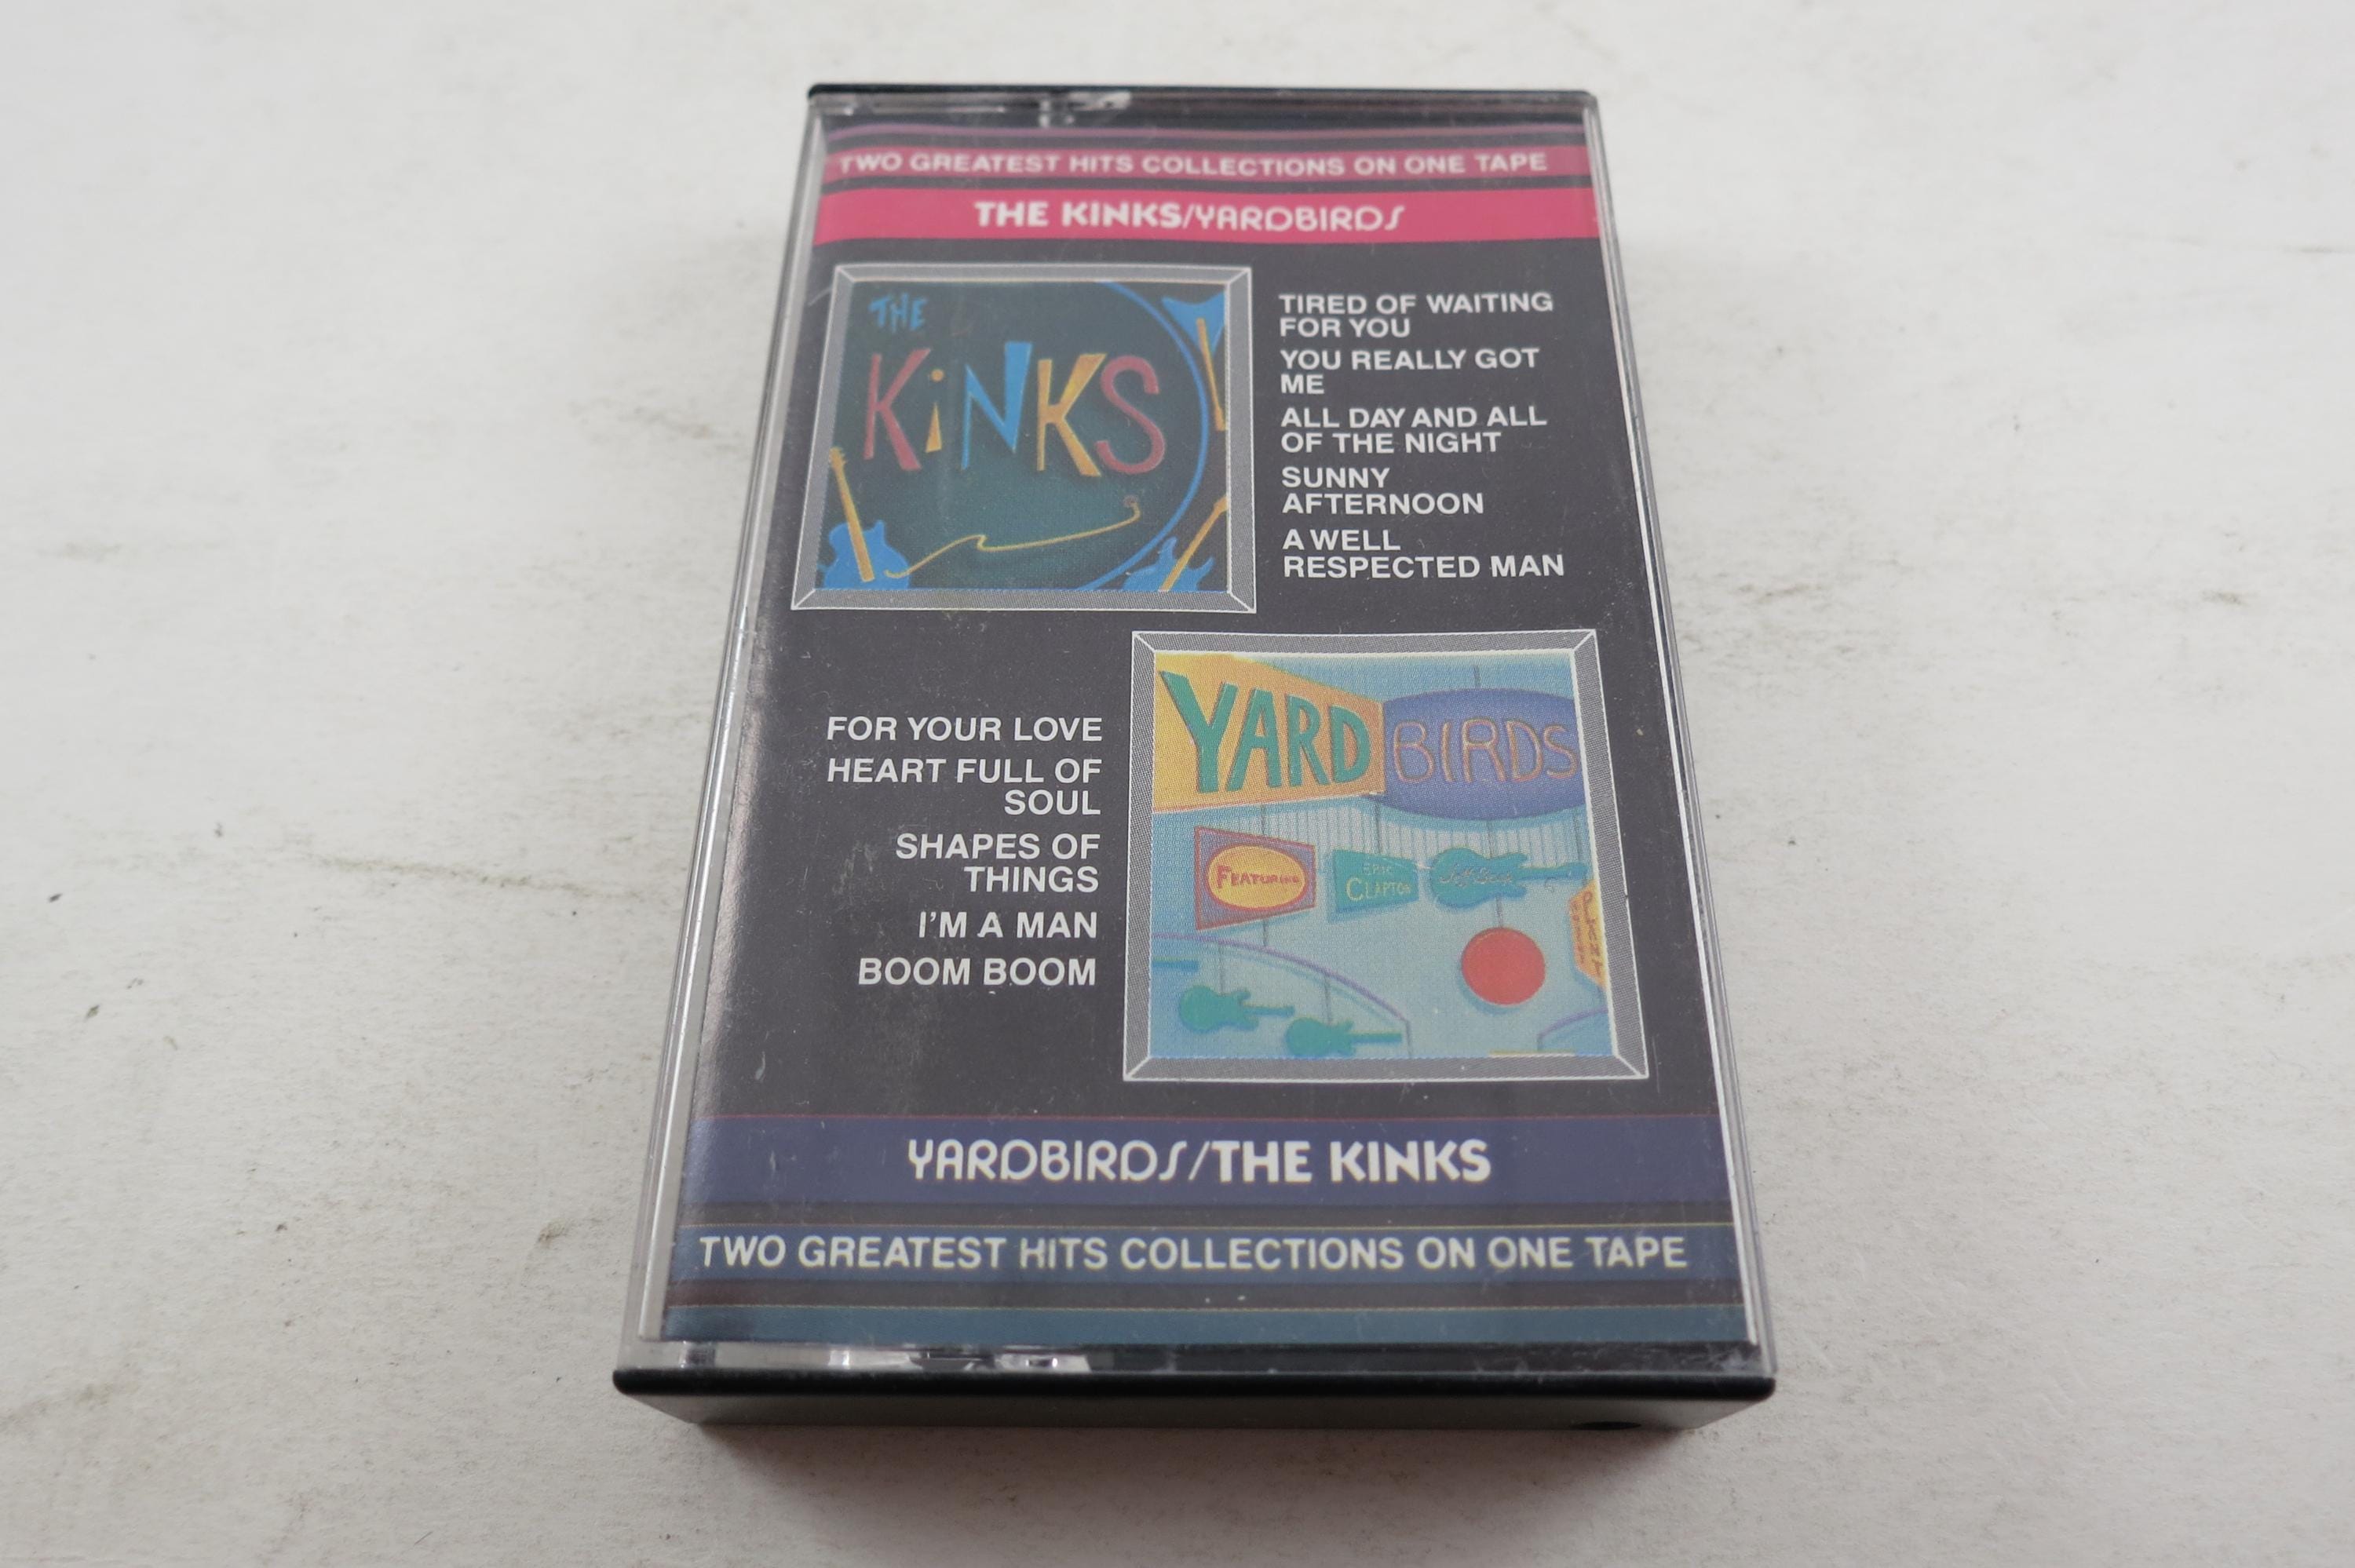 TWO GREATEST HITS COLLECTIONS ON ONE TAPE
THE KINKS/YARDBIRDS
THE
KiNKS
TIRED OF WAITING
FOR YOU
YOU REALLY GOT
ME
ALL DAY AND ALL
OF THE NIGHT
SUNNY
AFTERNOON
A WELL
RESPECTED MAN
FOR YOUR LOVE
HEART FULL OF
SOUL
SHAPES OF
THINGS
I'M A MAN
BOOM BOOM
YARD BIRDS
FEATURING
ERIC
CLAPTON
YARDBIRDS/THE KINKS
TWO GREATEST HITS COLLECTIONS ON ONE TAPE